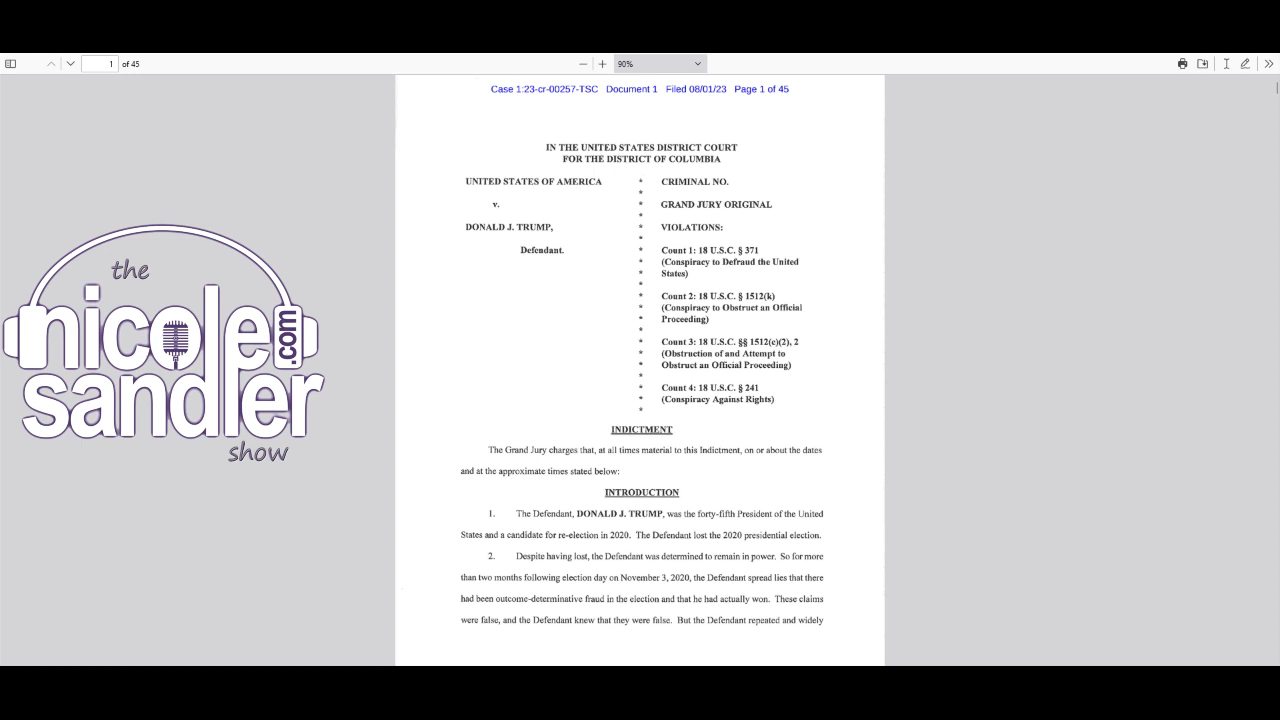 1 of 45
90%
Case 1:23-cr-00257-TSC Document 1 Filed 08/01/23 Page 1 of 45
IN THE UNITED STATES DISTRICT COURT
FOR THE DISTRICT OF COLUMBIA
UNITED STATES OF AMERICA * CRIMINAL NO.
*
v. * GRAND JURY ORIGINAL
*
DONALD J. TRUMP, * VIOLATIONS:
*
Defendant. * Count 1: 18 U.S.C. § 371
* (Conspiracy to Defraud the United
* States)
*
* Count 2: 18 U.S.C. § 1512(k)
* (Conspiracy to Obstruct an Official
* Proceeding)
*
* Count 3: 18 U.S.C. §§ 1512(c)(2), 2
* (Obstruction of and Attempt to
* Obstruct an Official Proceeding)
*
* Count 4: 18 U.S.C. § 241
* (Conspiracy Against Rights)
*
INDICTMENT
The Grand Jury charges that, at all times material to this Indictment, on or about the dates
and at the approximate times stated below:
INTRODUCTION
1. The Defendant, DONALD J. TRUMP, was the forty-fifth President of the United
States and a candidate for re-election in 2020. The Defendant lost the 2020 presidential election.
2. Despite having lost, the Defendant was determined to remain in power. So for more
than two months following election day on November 3, 2020, the Defendant spread lies that there
had been outcome-determinative fraud in the election and that he had actually won. These claims
were false, and the Defendant knew that they were false. But the Defendant repeated and widely
the
nicole
.com
sandler
show